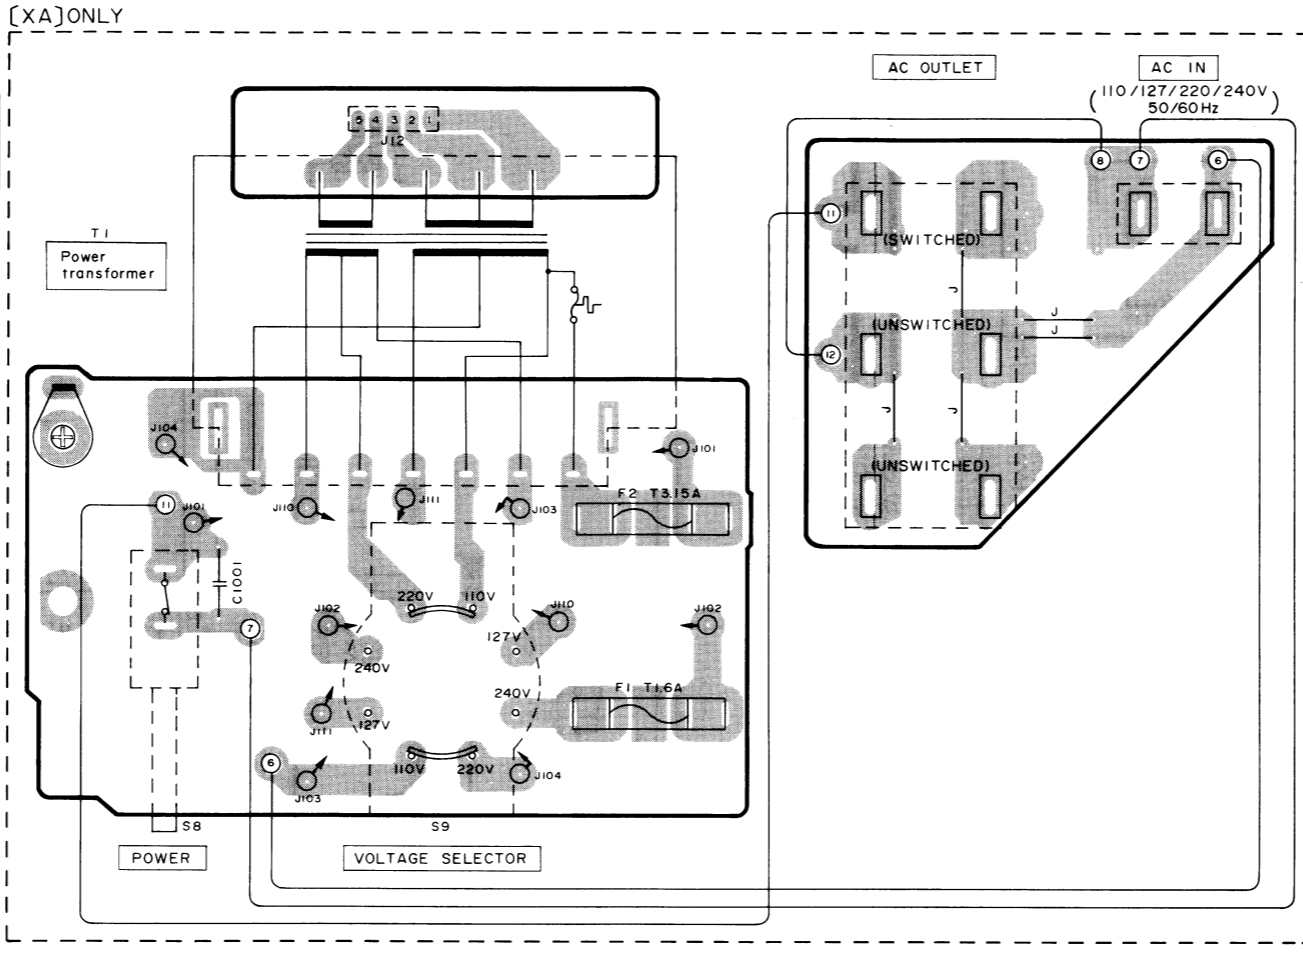 [XA]ONLY
AC OUTLET
AC IN
(110/127/220/240V
50/60Hz)
5 4 3 2 1
J12
8 7 6
T1
Power
transformer
11
(SWITCHED)
J
(UNSWITCHED)
J
J
12
J J
(UNSWITCHED)
J104
J101
11
J101
J110
J111
J103
F2 T3.15A
C1001
220V 110V
J102
J110
J102
7
127V
240V
240V
F1 T1.6A
J111
127V
6
110V 220V
J103
J104
S8
S9
POWER
VOLTAGE SELECTOR